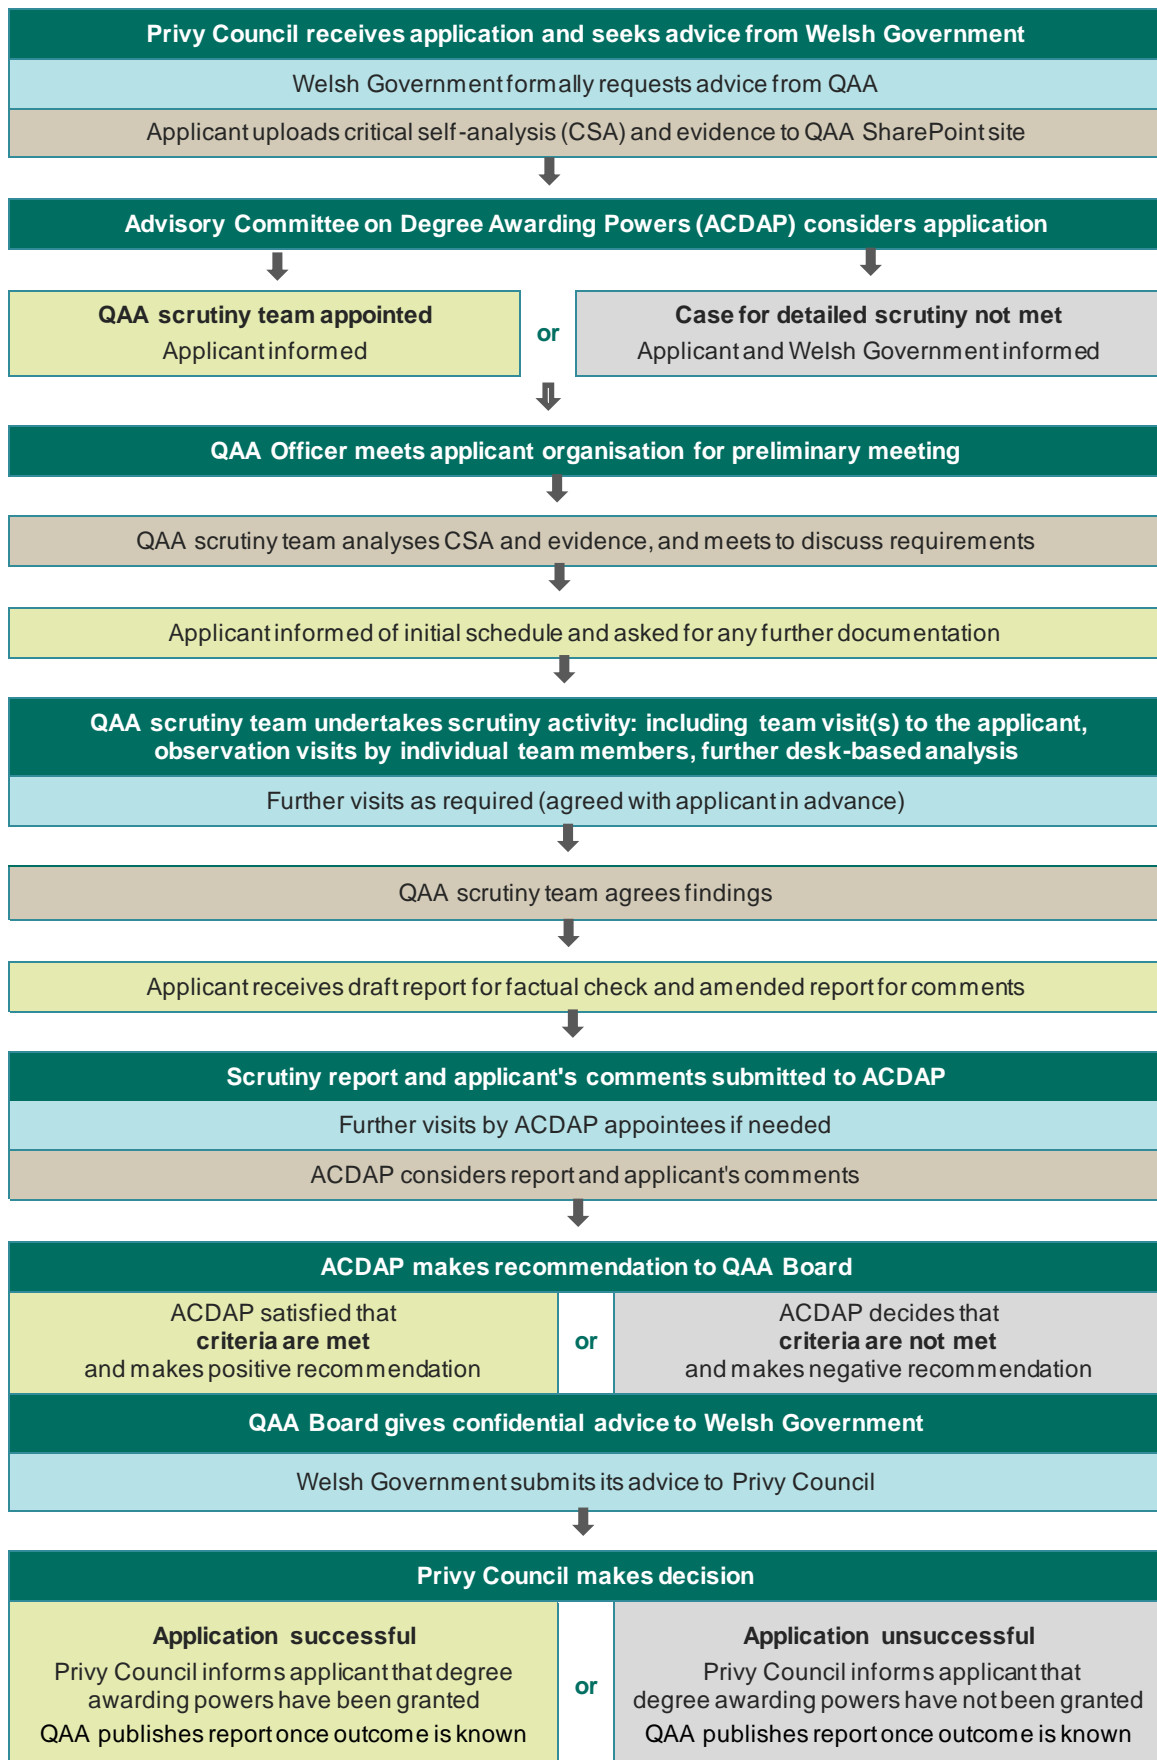 Privy Council receives application and seeks advice from Welsh Government
Welsh Government formally requests advice from QAA
Applicant uploads critical self-analysis (CSA) and evidence to QAA SharePoint site
Advisory Committee on Degree Awarding Powers (ACDAP) considers application
QAA scrutiny team appointed
Applicant informed
or
Case for detailed scrutiny not met
Applicant and Welsh Government informed
QAA Officer meets applicant organisation for preliminary meeting
QAA scrutiny team analyses CSA and evidence, and meets to discuss requirements
Applicant informed of initial schedule and asked for any further documentation
QAA scrutiny team undertakes scrutiny activity: including team visit(s) to the applicant,
observation visits by individual team members, further desk-based analysis
Further visits as required (agreed with applicant in advance)
QAA scrutiny team agrees findings
Applicant receives draft report for factual check and amended report for comments
Scrutiny report and applicant's comments submitted to ACDAP
Further visits by ACDAP appointees if needed
ACDAP considers report and applicant's comments
ACDAP makes recommendation to QAA Board
ACDAP satisfied that
criteria are met
and makes positive recommendation
or
ACDAP decides that
criteria are not met
and makes negative recommendation
QAA Board gives confidential advice to Welsh Government
Welsh Government submits its advice to Privy Council
Privy Council makes decision
Application successful
Privy Council informs applicant that degree
awarding powers have been granted
QAA publishes report once outcome is known
or
Application unsuccessful
Privy Council informs applicant that
degree awarding powers have not been granted
QAA publishes report once outcome is known